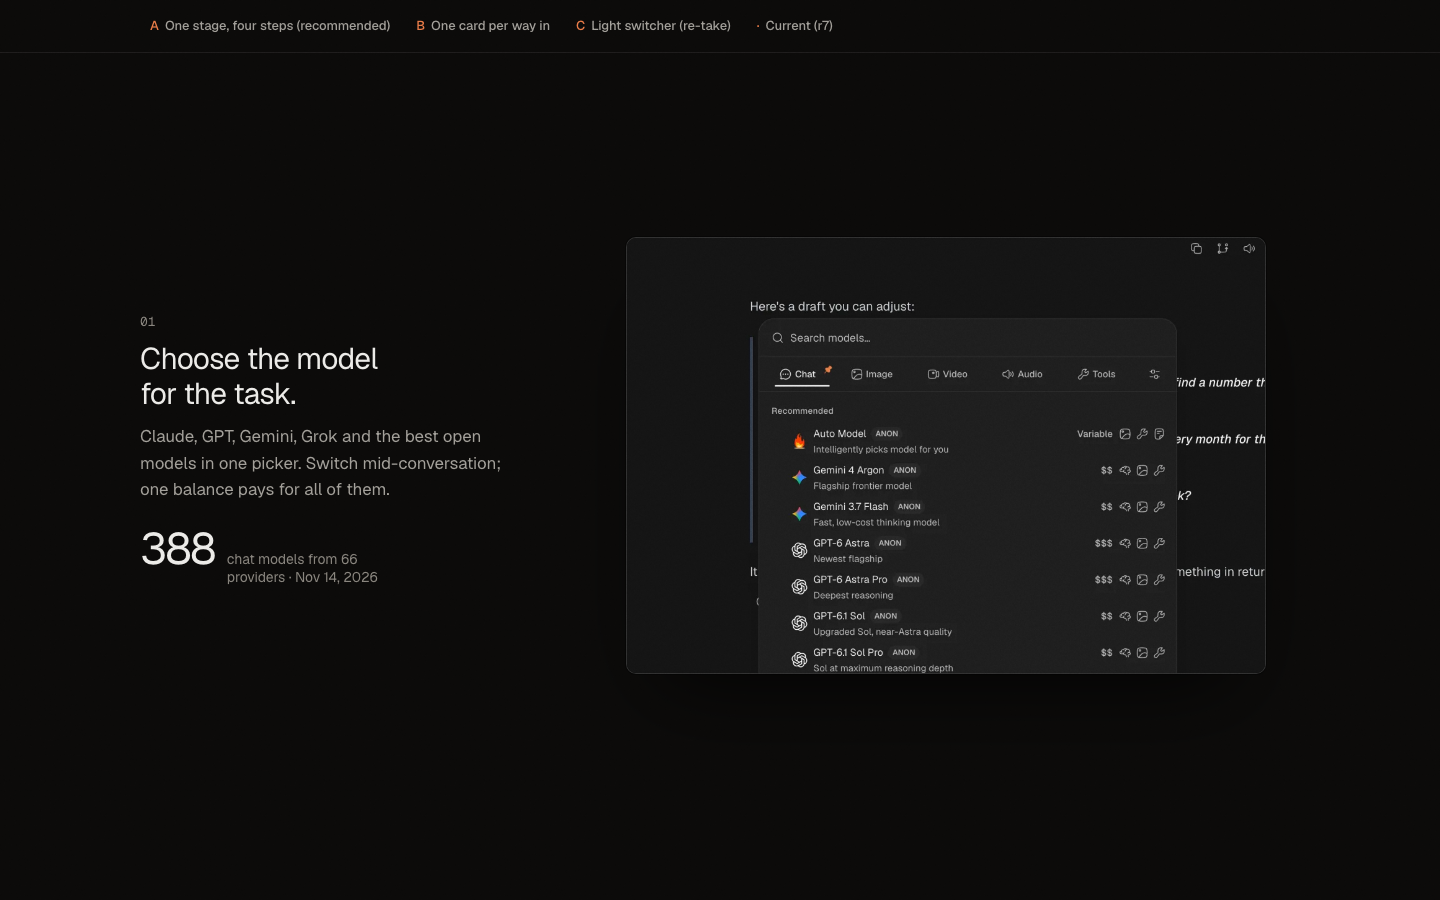 A One stage, four steps (recommended) B One card per way in C Light switcher (re-take) · Current (r7)
01
Choose the model
for the task.
Claude, GPT, Gemini, Grok and the best open
models in one picker. Switch mid-conversation;
one balance pays for all of them.
388 chat models from 66
providers · Nov 14, 2026
Here's a draft you can adjust:
Search models...
Chat Image Video Audio Tools
find a number th
Recommended
Auto Model ANON Variable
Intelligently picks model for you
ery month for th
Gemini 4 Argon ANON $$
Flagship frontier model
k?
Gemini 3.7 Flash ANON $$
Fast, low-cost thinking model
GPT-6 Astra ANON $$$
Newest flagship
It
mething in retur
GPT-6 Astra Pro ANON $$$
Deepest reasoning
GPT-6.1 Sol ANON $$
Upgraded Sol, near-Astra quality
GPT-6.1 Sol Pro ANON $$
Sol at maximum reasoning depth